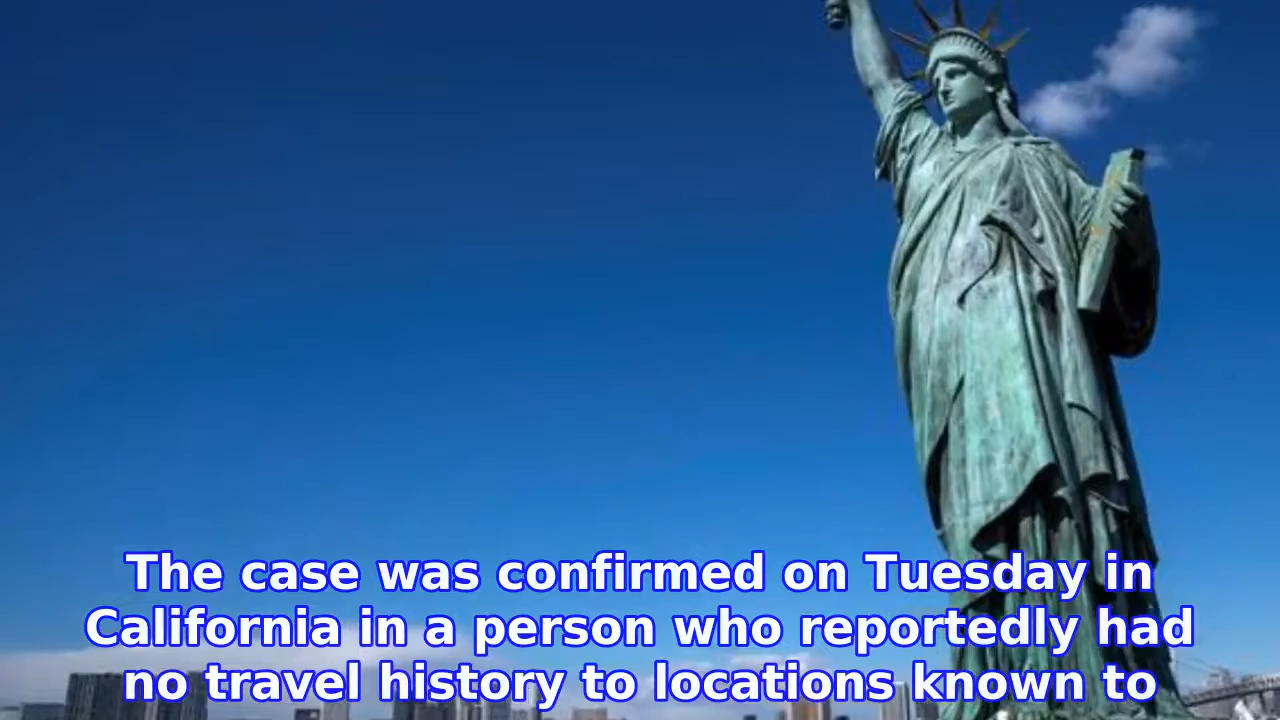 The case was confirmed on Tuesday in
California in a person who reportedly had
no travel history to locations known to